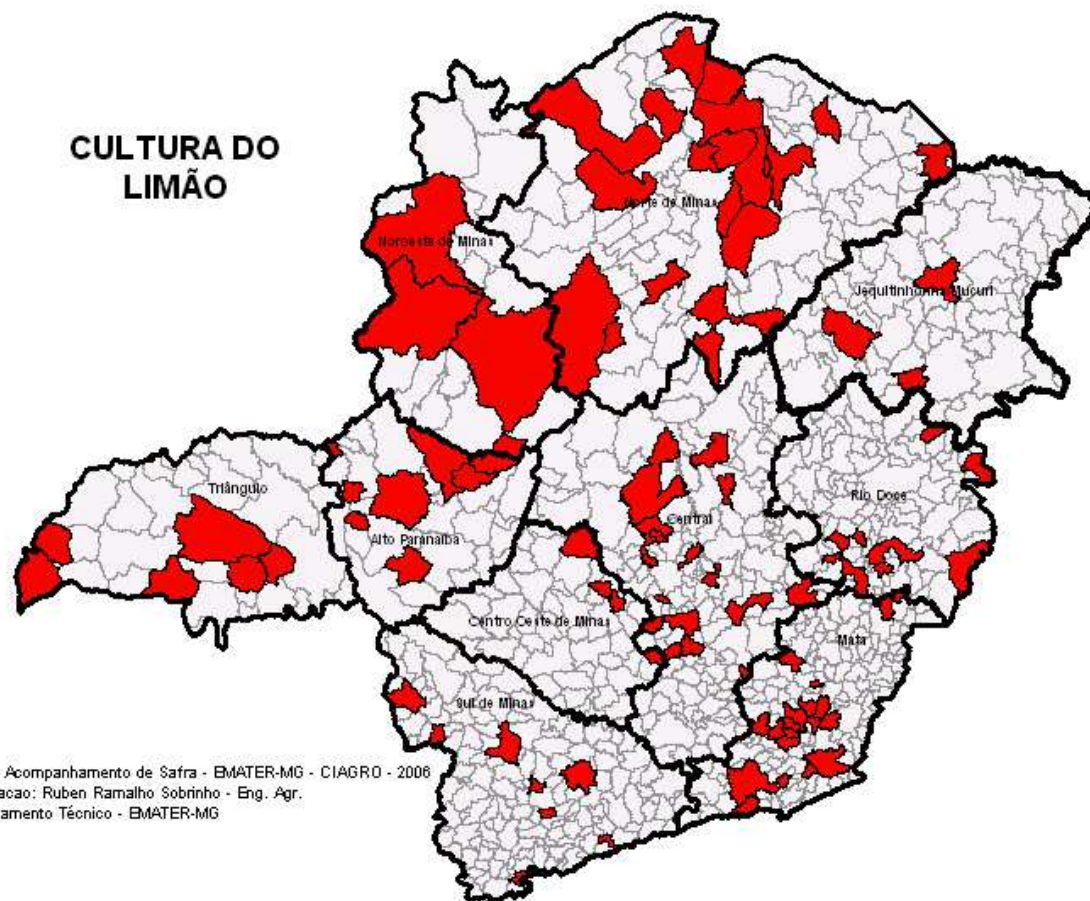 CULTURA DO
LIMÃO
Norte de Minas
Noroeste de Minas
Jequitinhonha Mucuri
Triângulo
Rio Doce
Central
Alto Paranaíba
Centro Oeste de Minas
Mata
Sul de Minas
Acompanhamento de Safra - EMATER-MG - CIAGRO - 2006
acao: Ruben Ramalho Sobrinho - Eng. Agr.
amento Técnico - EMATER-MG